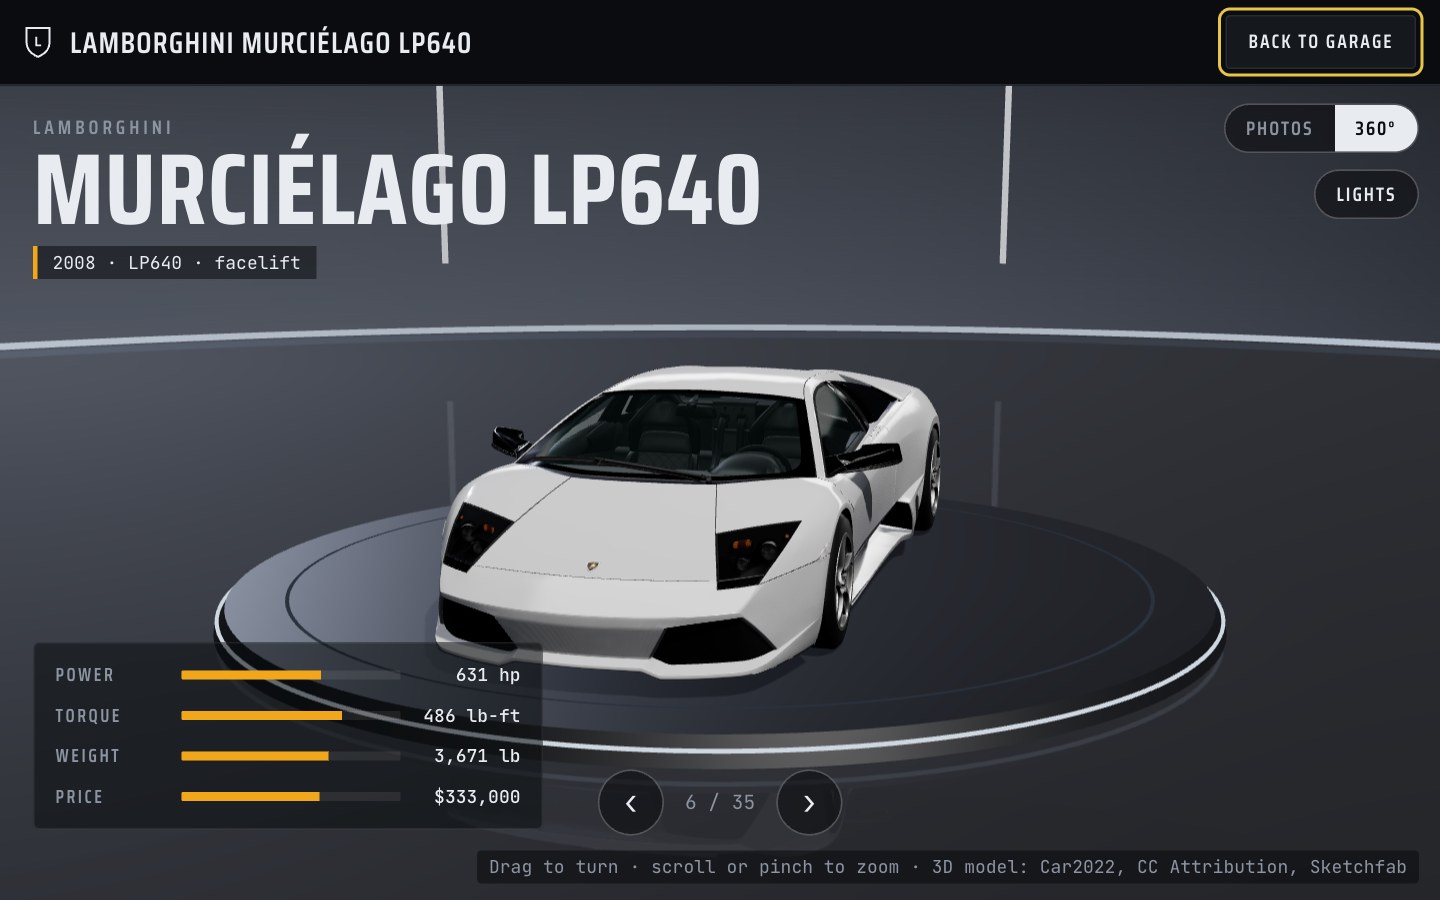 L
LAMBORGHINI MURCIÉLAGO LP640
BACK TO GARAGE
LAMBORGHINI
MURCIÉLAGO LP640
2008 · LP640 · facelift
PHOTOS
360°
LIGHTS
POWER 631 hp
TORQUE 486 lb-ft
WEIGHT 3,671 lb
PRICE $333,000
‹ 6 / 35 ›
Drag to turn · scroll or pinch to zoom · 3D model: Car2022, CC Attribution, Sketchfab